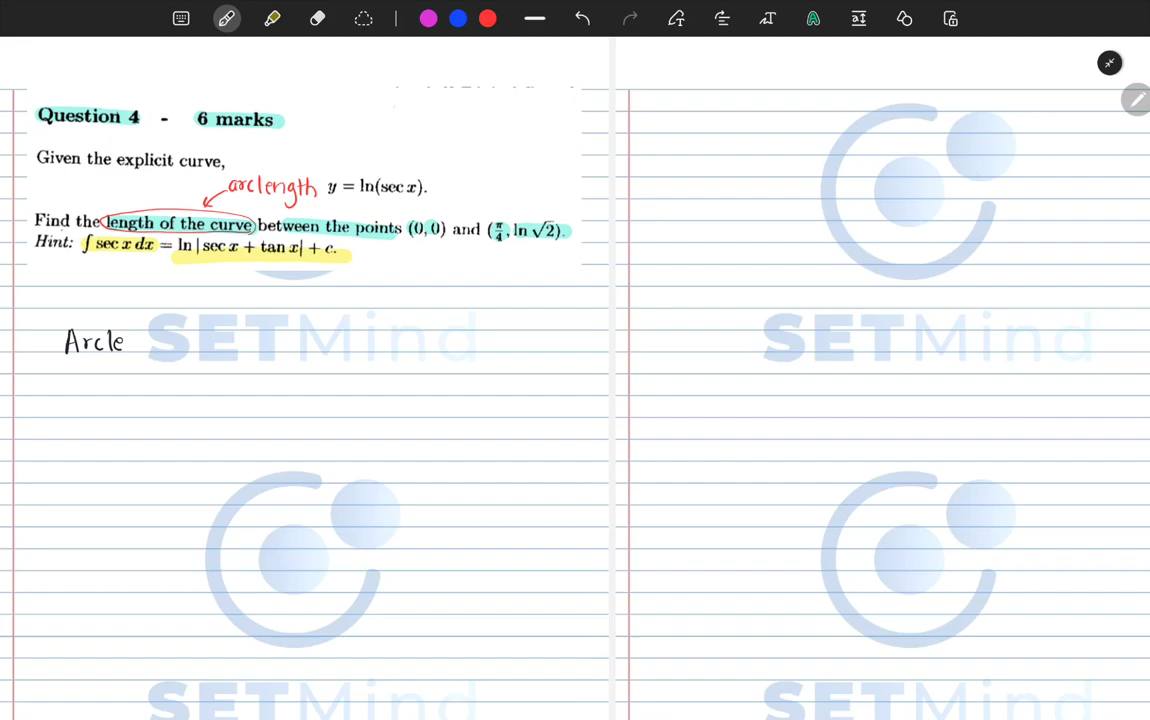 Question 4 - 6 marks
Given the explicit curve,
arclength y = ln(sec x).
Find the length of the curve between the points (0, 0) and (π/4, ln √2).
Hint: ∫ sec x dx = ln | sec x + tan x| + c.
Arcle
SETMind
SETMind
SETMind
SETMind